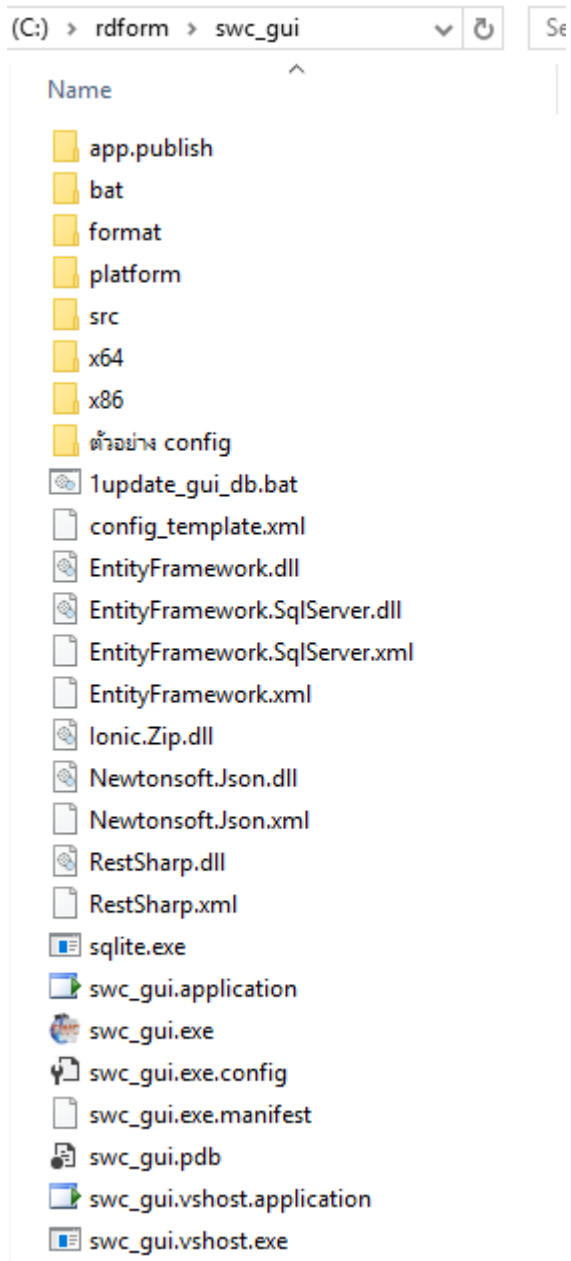 (C:) > rdform > swc_gui Se
Name
app.publish
bat
format
platform
src
x64
x86
ตัวอย่าง config
1update_gui_db.bat
config_template.xml
EntityFramework.dll
EntityFramework.SqlServer.dll
EntityFramework.SqlServer.xml
EntityFramework.xml
Ionic.Zip.dll
Newtonsoft.Json.dll
Newtonsoft.Json.xml
RestSharp.dll
RestSharp.xml
sqlite.exe
swc_gui.application
swc_gui.exe
swc_gui.exe.config
swc_gui.exe.manifest
swc_gui.pdb
swc_gui.vshost.application
swc_gui.vshost.exe